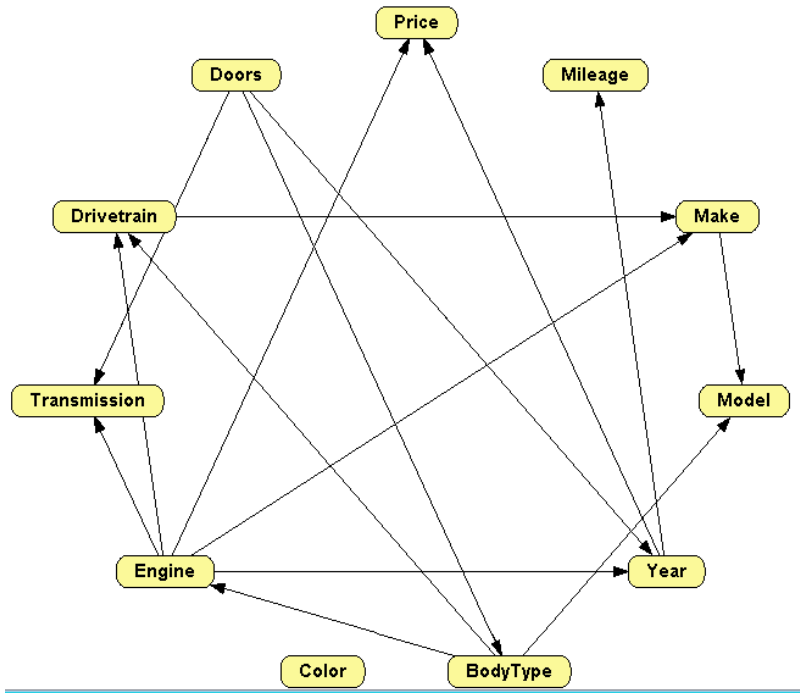 Price
Doors
Mileage
Drivetrain
Make
Transmission
Model
Engine
Year
Color
BodyType